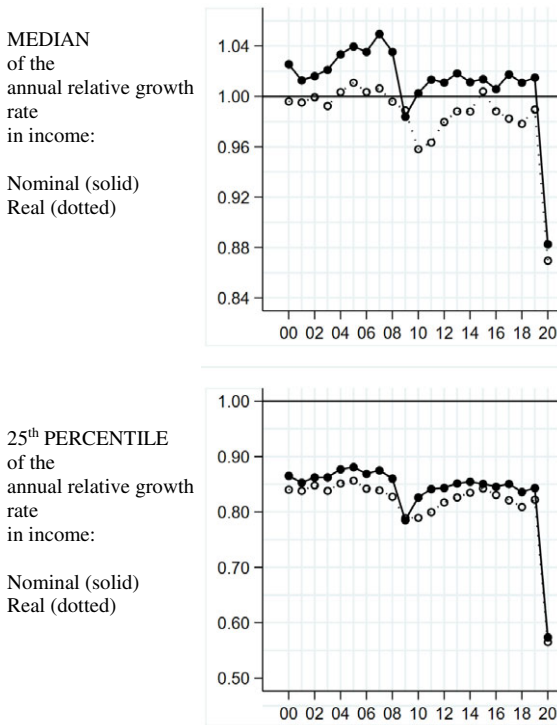 MEDIAN
of the
annual relative growth
rate
in income:
Nominal (solid)
Real (dotted)
1.04
1.00
0.96
0.92
0.88
0.84
00 02 04 06 08 10 12 14 16 18 20
25th PERCENTILE
of the
annual relative growth
rate
in income:
Nominal (solid)
Real (dotted)
1.00
0.90
0.80
0.70
0.60
0.50
00 02 04 06 08 10 12 14 16 18 20